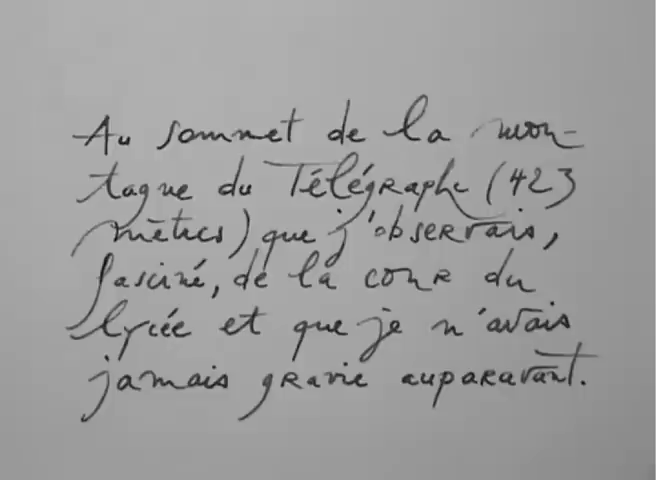 Au sommet de la mon-
tagne du Télégraphe (423
mètres) que j'observais,
fasciné, de la cour du
lycée et que je n'avais
jamais gravie auparavant.